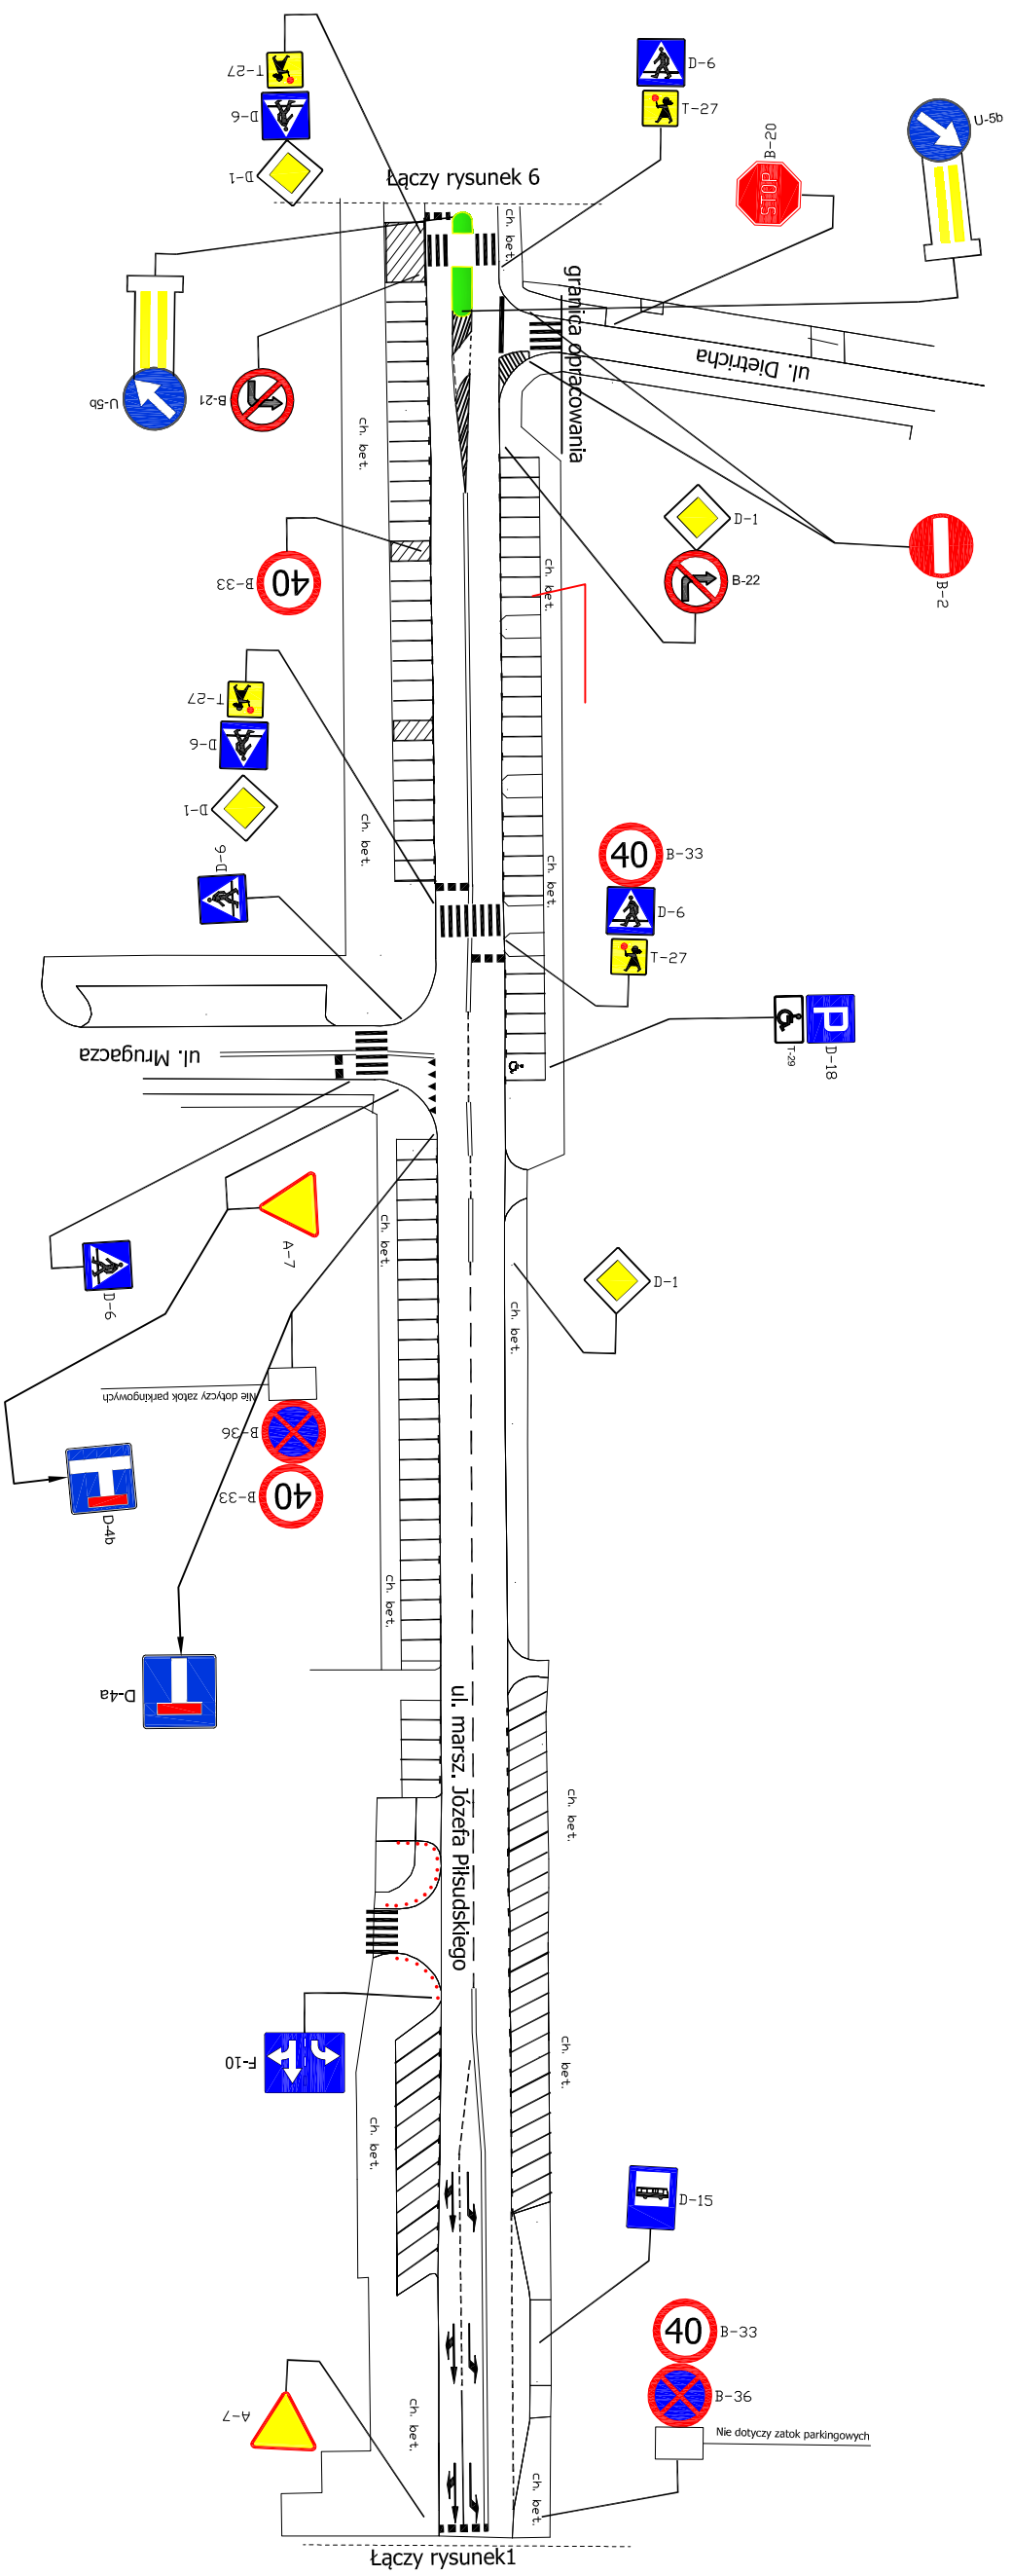 D-6
T-27
T-27
D-6
D-1
U-5b
B-20
STOP
Łączy rysunek 6
ch. bet.
granica opracowania
ul. Dietricha
U-5b
B-21
ch. bet.
D-1
B-22
B-2
40
B-33
ch. bet.
T-27
D-6
D-1
ch. bet.
40
B-33
D-6
T-27
ch. bet.
D-6
P
D-18
T-29
ul. Mrugacza
A-7
ch. bet.
D-6
D-1
ch. bet.
Nie dotyczy zatok parkingowych
B-36
40
B-33
D-4b
ch. bet.
D-4a
ul. marsz. Józefa Piłsudskiego
ch. bet.
F-10
ch. bet.
ch. bet.
D-15
40
B-33
B-36
Nie dotyczy zatok parkingowych
A-7
ch. bet.
ch. bet.
Łączy rysunek1